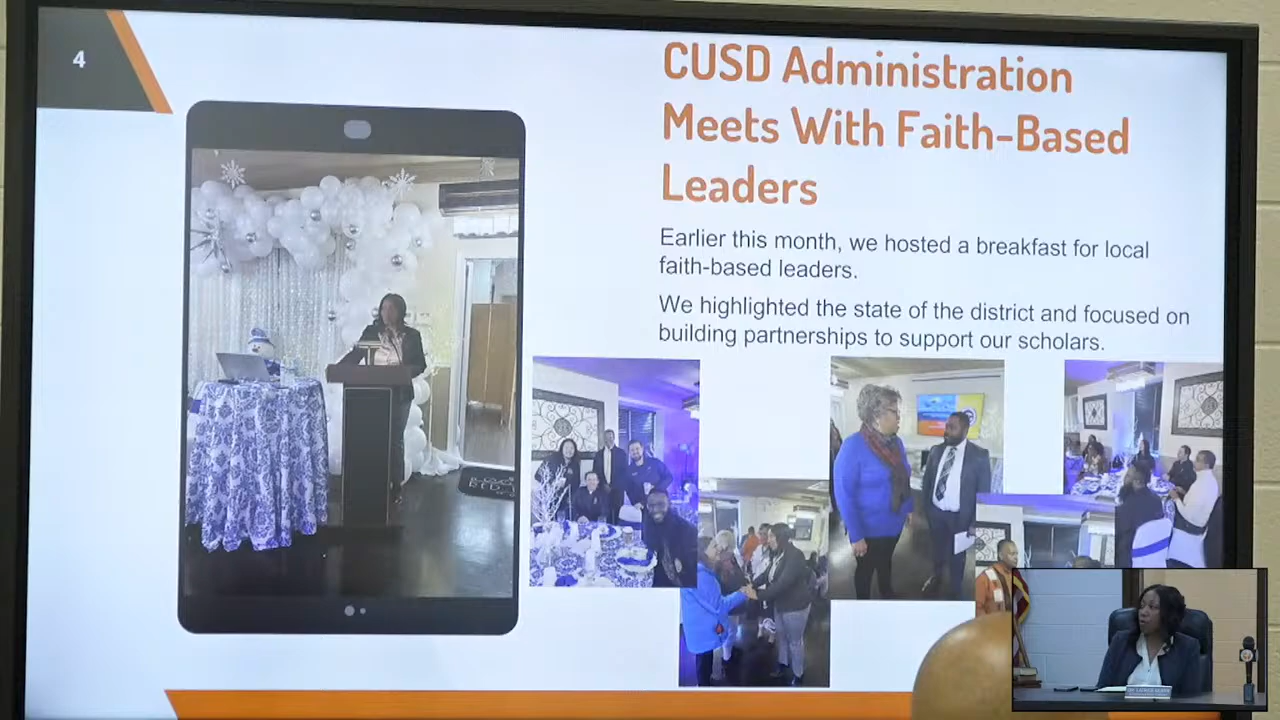 4
CUSD Administration
Meets With Faith-Based
Leaders
Earlier this month, we hosted a breakfast for local
faith-based leaders.
We highlighted the state of the district and focused on
building partnerships to support our scholars.